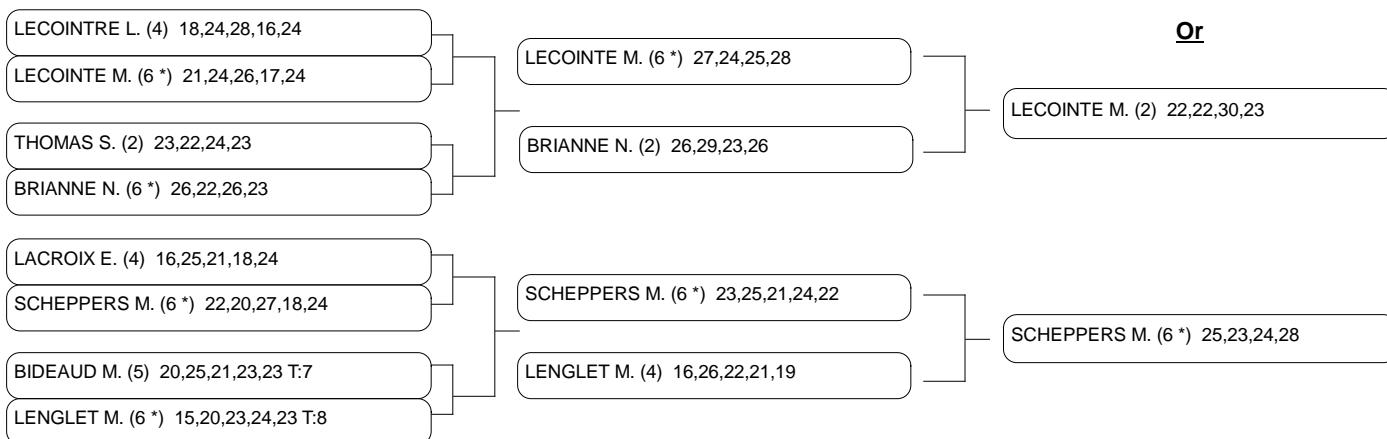 LECOINTRE L. (4) 18,24,28,16,24
LECOINTE M. (6 *) 21,24,26,17,24
THOMAS S. (2) 23,22,24,23
BRIANNE N. (6 *) 26,22,26,23
LACROIX E. (4) 16,25,21,18,24
SCHEPPERS M. (6 *) 22,20,27,18,24
BIDEAUD M. (5) 20,25,21,23,23 T:7
LENGLET M. (6 *) 15,20,23,24,23 T:8
LECOINTE M. (6 *) 27,24,25,28
BRIANNE N. (2) 26,29,23,26
SCHEPPERS M. (6 *) 23,25,21,24,22
LENGLET M. (4) 16,26,22,21,19
Or
LECOINTE M. (2) 22,22,30,23
SCHEPPERS M. (6 *) 25,23,24,28